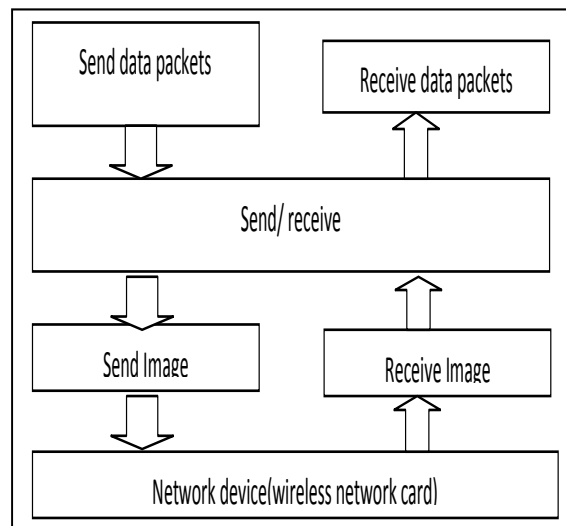 Send data packets
Receive data packets
Send/ receive
Send Image
Receive Image
Network device(wireless network card)